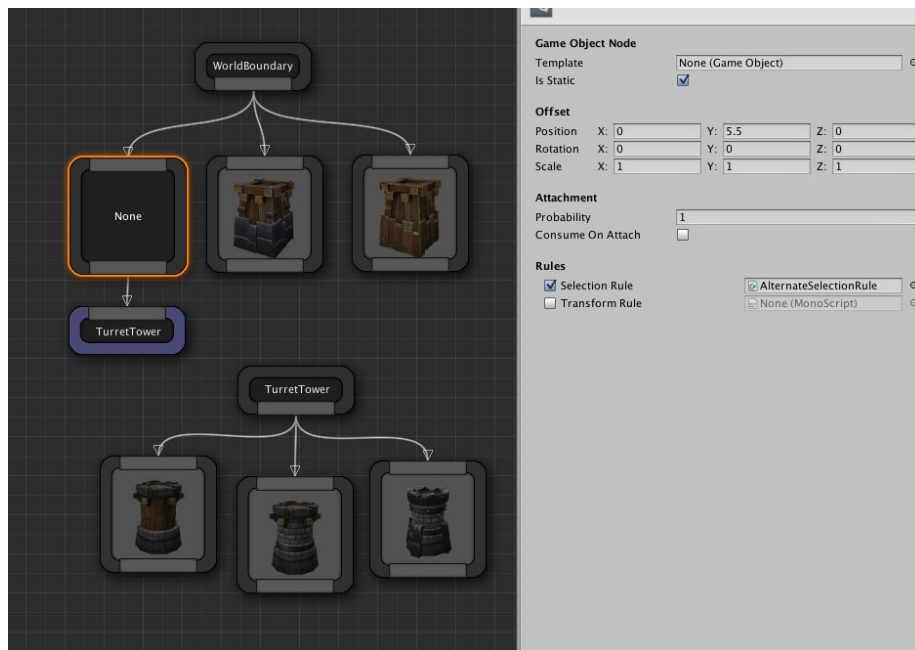 WorldBoundary
None
TurretTower
TurretTower
Game Object Node
Template None (Game Object)
Is Static
Offset
Position X: 0 Y: 5.5 Z: 0
Rotation X: 0 Y: 0 Z: 0
Scale X: 1 Y: 1 Z: 1
Attachment
Probability 1
Consume On Attach
Rules
Selection Rule AlternateSelectionRule
Transform Rule None (MonoScript)